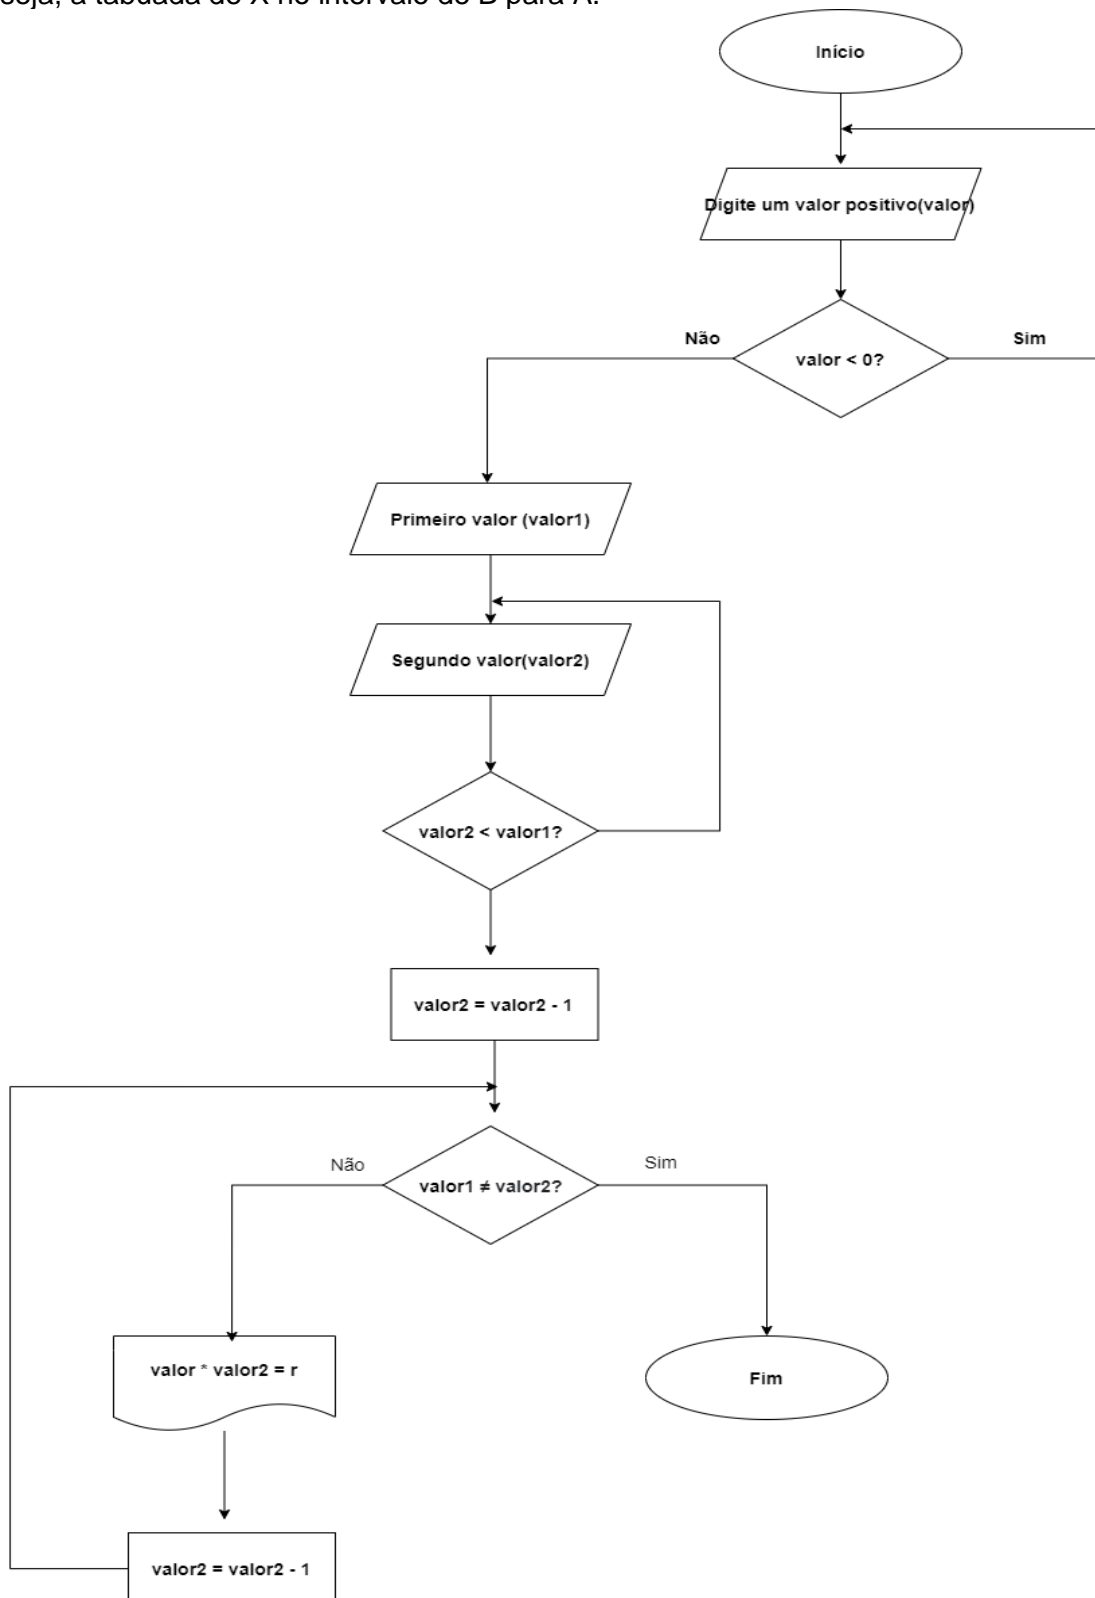 seja, a tabuada do X no intervalo de B para A.
Início
Digite um valor positivo(valor)
Não
Sim
valor < 0?
Primeiro valor (valor1)
Segundo valor(valor2)
valor2 < valor1?
valor2 = valor2 - 1
Não
Sim
valor1 ≠ valor2?
valor * valor2 = r
Fim
valor2 = valor2 - 1